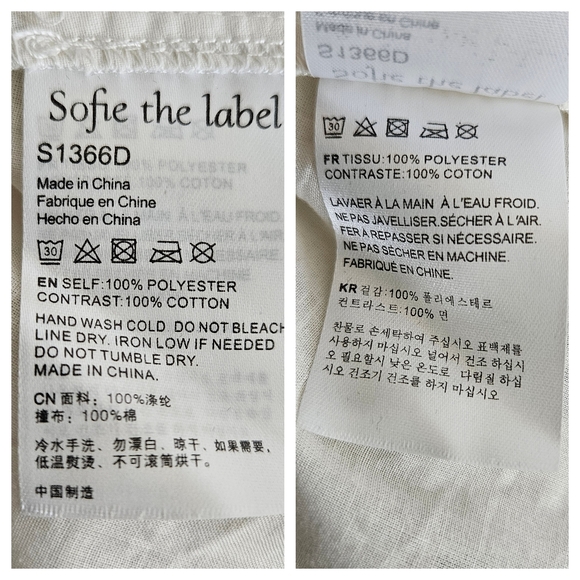 Sofie the label
S1366D
Made in China
Fabrique en Chine
Hecho en China
30
EN SELF:100% POLYESTER
CONTRAST:100% COTTON
HAND WASH COLD. DO NOT BLEACH
LINE DRY. IRON LOW IF NEEDED
DO NOT TUMBLE DRY.
MADE IN CHINA.
CN 面料：100%涤纶
撞布：100%棉
冷水手洗、勿漂白、晾干、如果需要，
低温熨烫、不可滚筒烘干。
中国制造
Made in China
S1366D
Sofie the label
30
FR TISSU:100% POLYESTER
CONTRASTE:100% COTON
LAVAER À LA MAIN À L'EAU FROID.
NE PAS JAVELLISER.SÉCHER À L'AIR.
FER À REPASSER SI NÉCESSAIRE.
NE PAS SÉCHER EN MACHINE.
FABRIQUÉ EN CHINE.
KR 겉감:100% 폴리에스테르
컨트라스트:100% 면
찬물로 손세탁하여 주십시오 표백제를
사용하지 마십시오 널어서 건조 하십시
오 필요할시 낮은 온도로 다림질 하십
시오 건조기 건조를 하지 마십시오